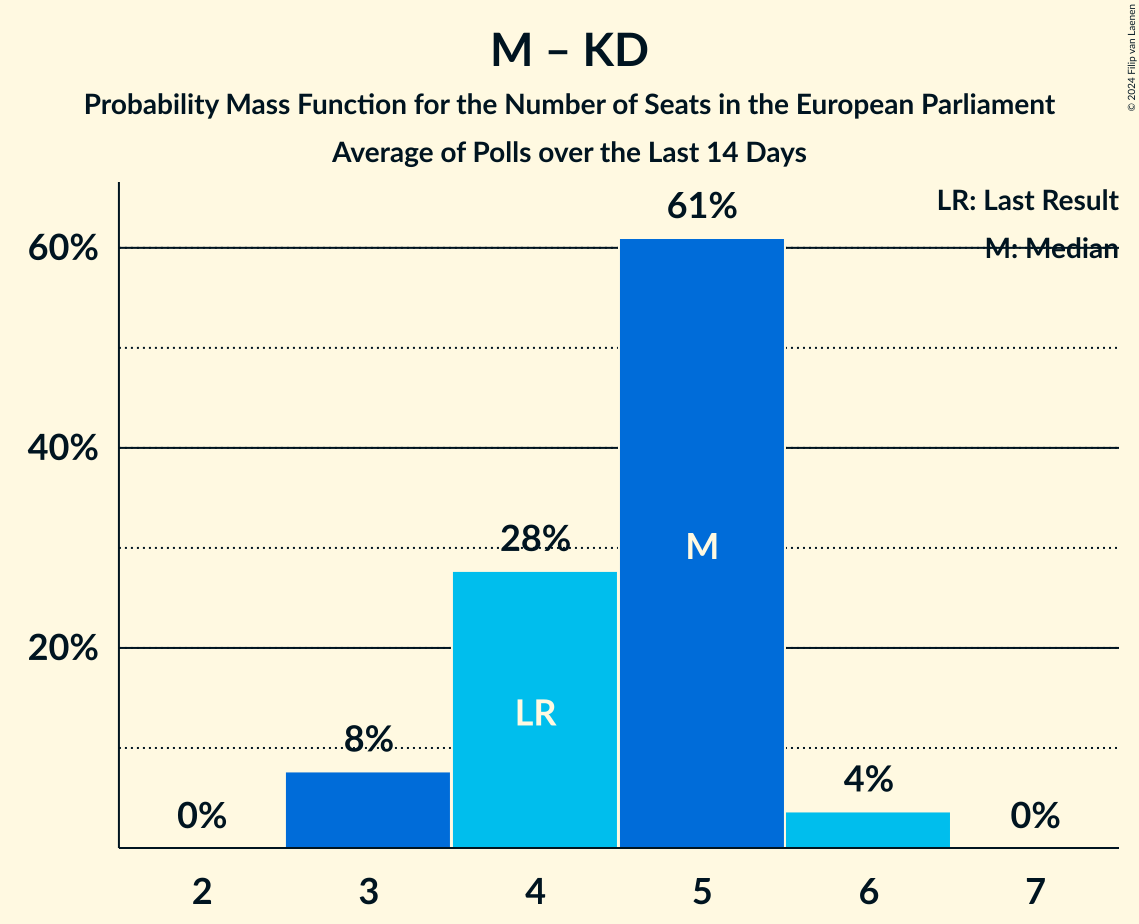 M – KD
Probability Mass Function for the Number of Seats in the European Parliament
Average of Polls over the Last 14 Days
© 2024 Filip van Laenen
LR: Last Result
M: Median
60%
40%
20%
0%
8%
28%
61%
4%
0%
LR
M
2 3 4 5 6 7